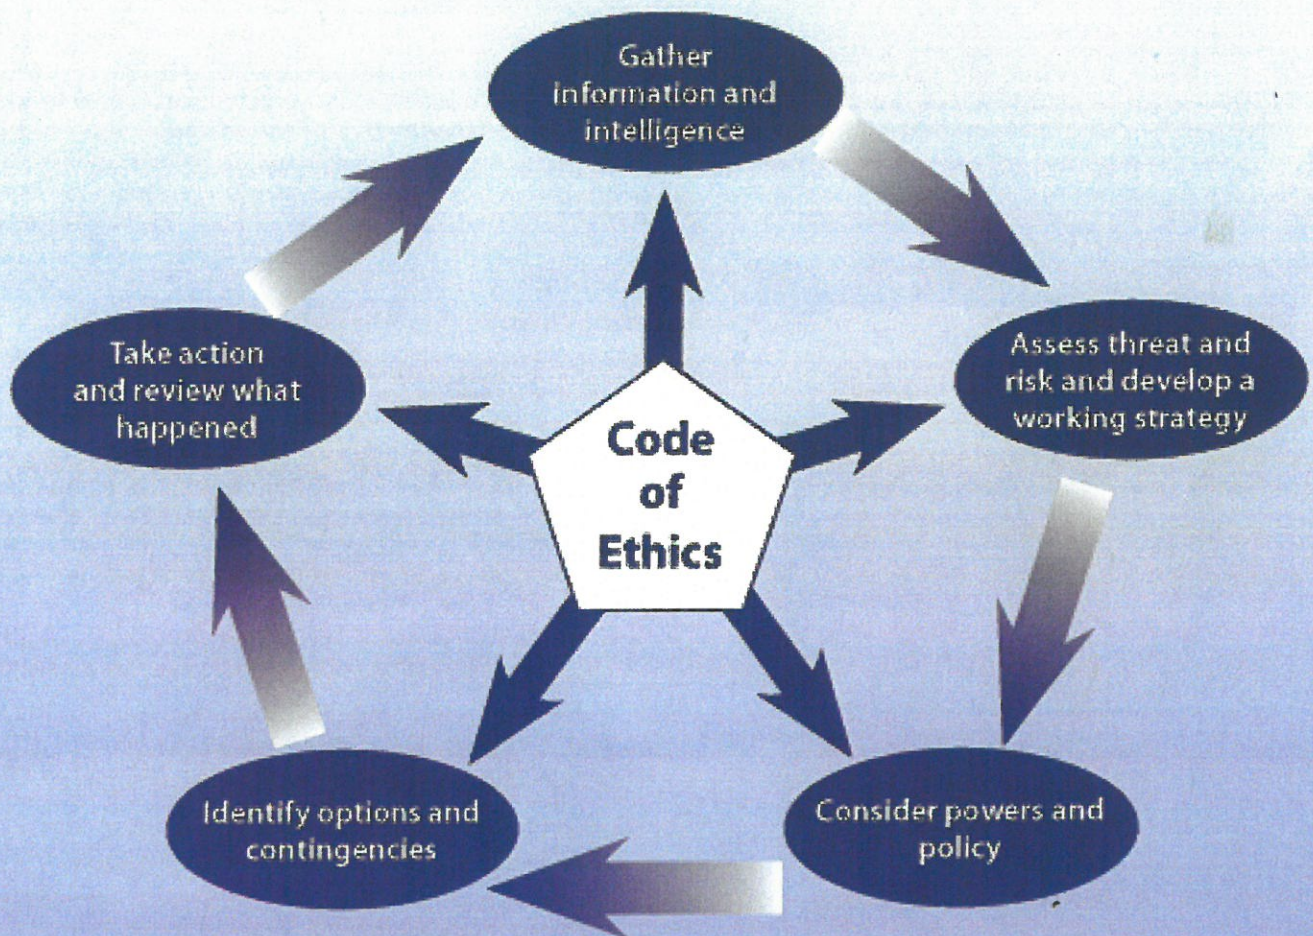 Gather
information and
intelligence
Assess threat and
risk and develop a
working strategy
Consider powers and
policy
Identify options and
contingencies
Take action
and review what
happened
Code
of
Ethics